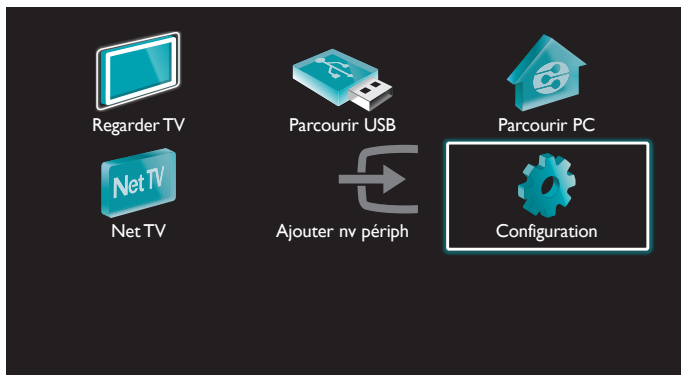 Regarder TV
Parcourir USB
Parcourir PC
Net TV
Net TV
Ajouter nv périph
Configuration